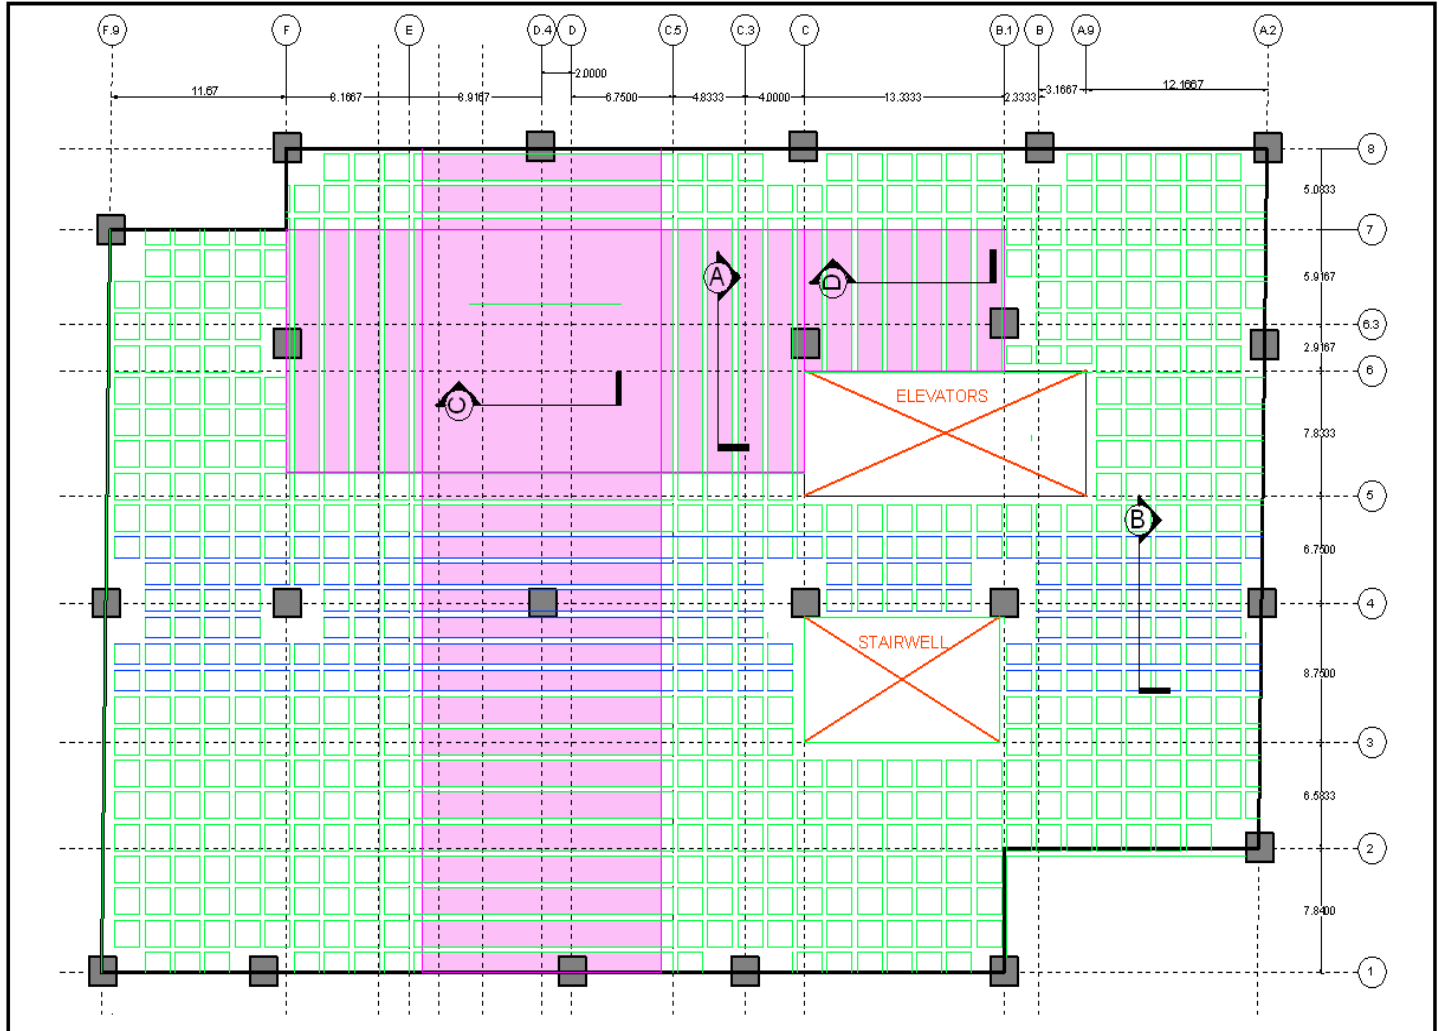 F.9 F E D.4 D C.5 C.3 C B.1 B A.9 A.2
2.0000
11.67 8.1667 8.9167 6.7500 4.8333 4.0000 13.3333 2.3333 3.1667 12.1667
8
5.0833
7
A
D
5.9167
6.3
2.9167
6
ELEVATORS
C
7.8333
5
B
6.7500
4
STAIRWELL
8.7500
3
6.5833
2
7.8400
1